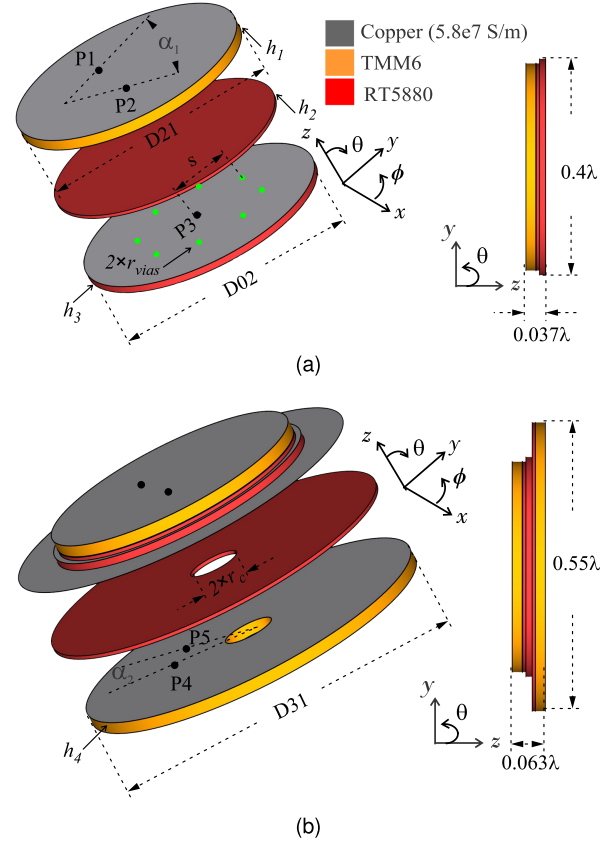 Copper (5.8e7 S/m)
TMM6
RT5880
P1
α1
P2
h1
D21
h2
s
P3
2×rvias
D02
h3
z
θ
y
ϕ
x
0.4λ
y
θ
z
0.037λ
(a)
z
θ
y
ϕ
x
2×rc
P5
α2
P4
D31
h4
0.55λ
y
θ
z
0.063λ
(b)